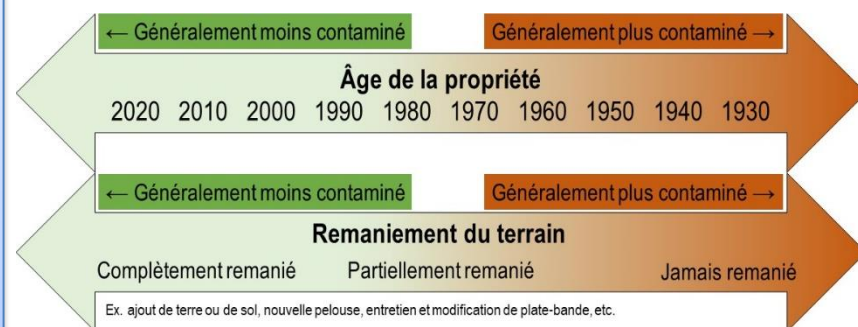 ← Généralement moins contaminé Généralement plus contaminé →
Âge de la propriété
2020 2010 2000 1990 1980 1970 1960 1950 1940 1930
← Généralement moins contaminé Généralement plus contaminé →
Remaniement du terrain
Complètement remanié Partiellement remanié Jamais remanié
Ex. ajout de terre ou de sol, nouvelle pelouse, entretien et modification de plate-bande, etc.